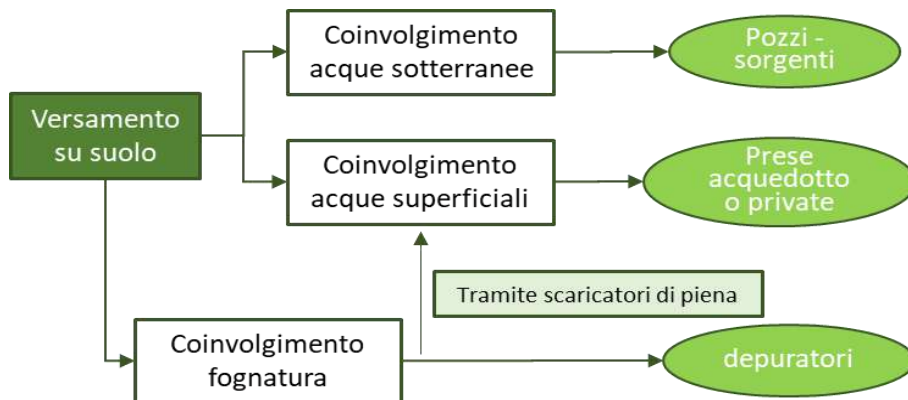 Versamento
su suolo
Coinvolgimento
acque sotterranee
Pozzi -
sorgenti
Coinvolgimento
acque superficiali
Prese
acquedotto
o private
Tramite scaricatori di piena
Coinvolgimento
fognatura
depuratori